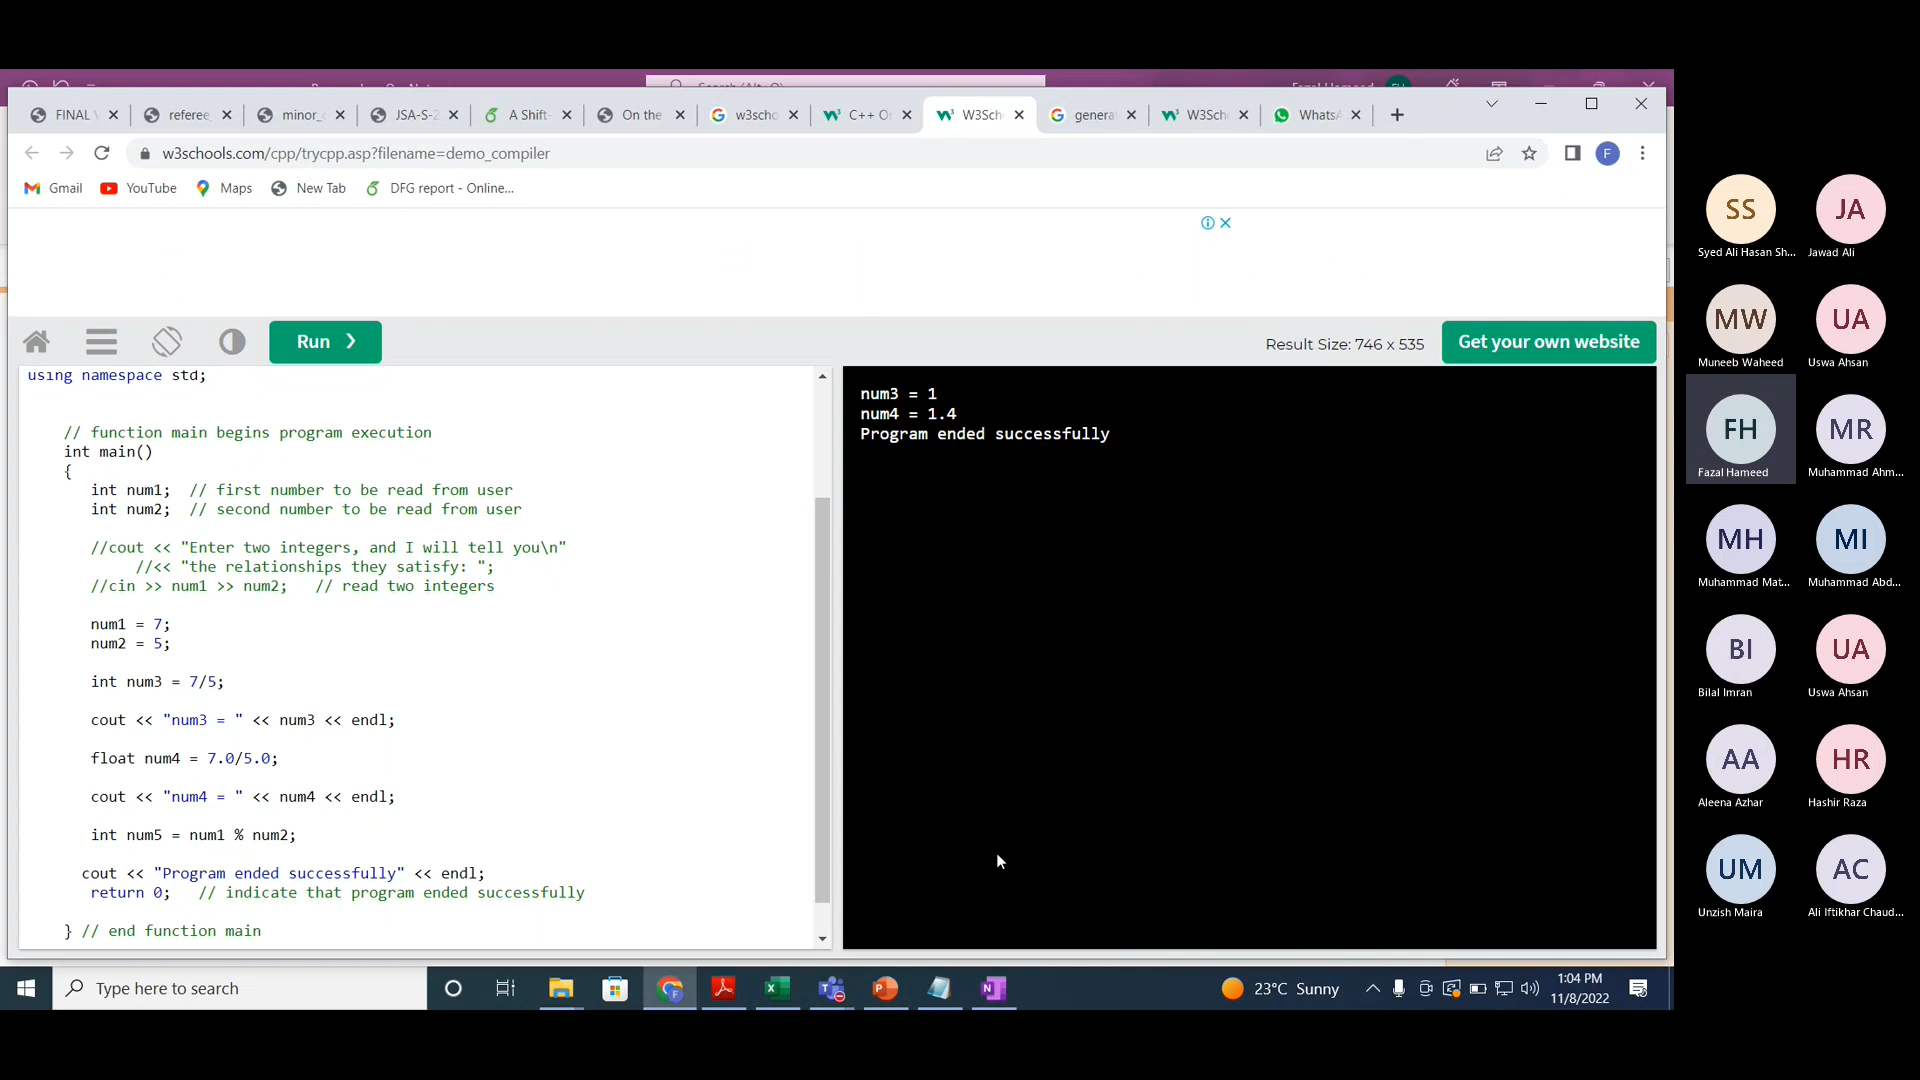 FINAL
referee
minor_
JSA-S-2
A Shift-
On the
w3scho
C++ O
W3Sch
genera
W3Sch
WhatsA
w3schools.com/cpp/trycpp.asp?filename=demo_compiler
F
Gmail
YouTube
Maps
New Tab
DFG report - Online...
Run ❯
Result Size: 746 x 535
Get your own website
using namespace std;
// function main begins program execution
int main()
{
int num1;  // first number to be read from user
int num2;  // second number to be read from user
//cout << "Enter two integers, and I will tell you\n"
//<< "the relationships they satisfy: ";
//cin >> num1 >> num2;   // read two integers
num1 = 7;
num2 = 5;
int num3 = 7/5;
cout << "num3 = " << num3 << endl;
float num4 = 7.0/5.0;
cout << "num4 = " << num4 << endl;
int num5 = num1 % num2;
cout << "Program ended successfully" << endl;
return 0;   // indicate that program ended successfully
} // end function main
num3 = 1
num4 = 1.4
Program ended successfully
SS
Syed Ali Hasan Sh...
JA
Jawad Ali
MW
Muneeb Waheed
UA
Uswa Ahsan
FH
Fazal Hameed
MR
Muhammad Ahm...
MH
Muhammad Mat...
MI
Muhammad Abd...
BI
Bilal Imran
UA
Uswa Ahsan
AA
Aleena Azhar
HR
Hashir Raza
UM
Unzish Maira
AC
Ali Iftikhar Chaud...
Type here to search
23°C Sunny
1:04 PM
11/8/2022